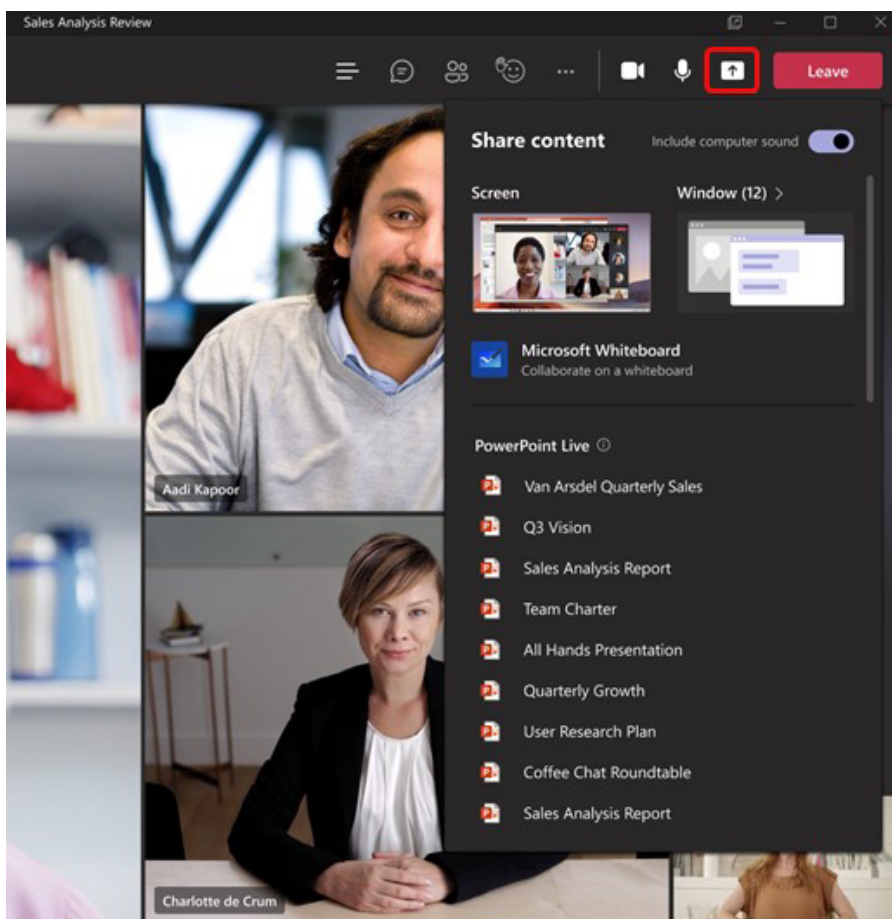 Sales Analysis Review
Leave
Share content
Include computer sound
Screen
Window (12)
Microsoft Whiteboard
Collaborate on a whiteboard
PowerPoint Live
Van Arsdel Quarterly Sales
Q3 Vision
Sales Analysis Report
Team Charter
All Hands Presentation
Quarterly Growth
User Research Plan
Coffee Chat Roundtable
Sales Analysis Report
Aadi Kapoor
Charlotte de Crum